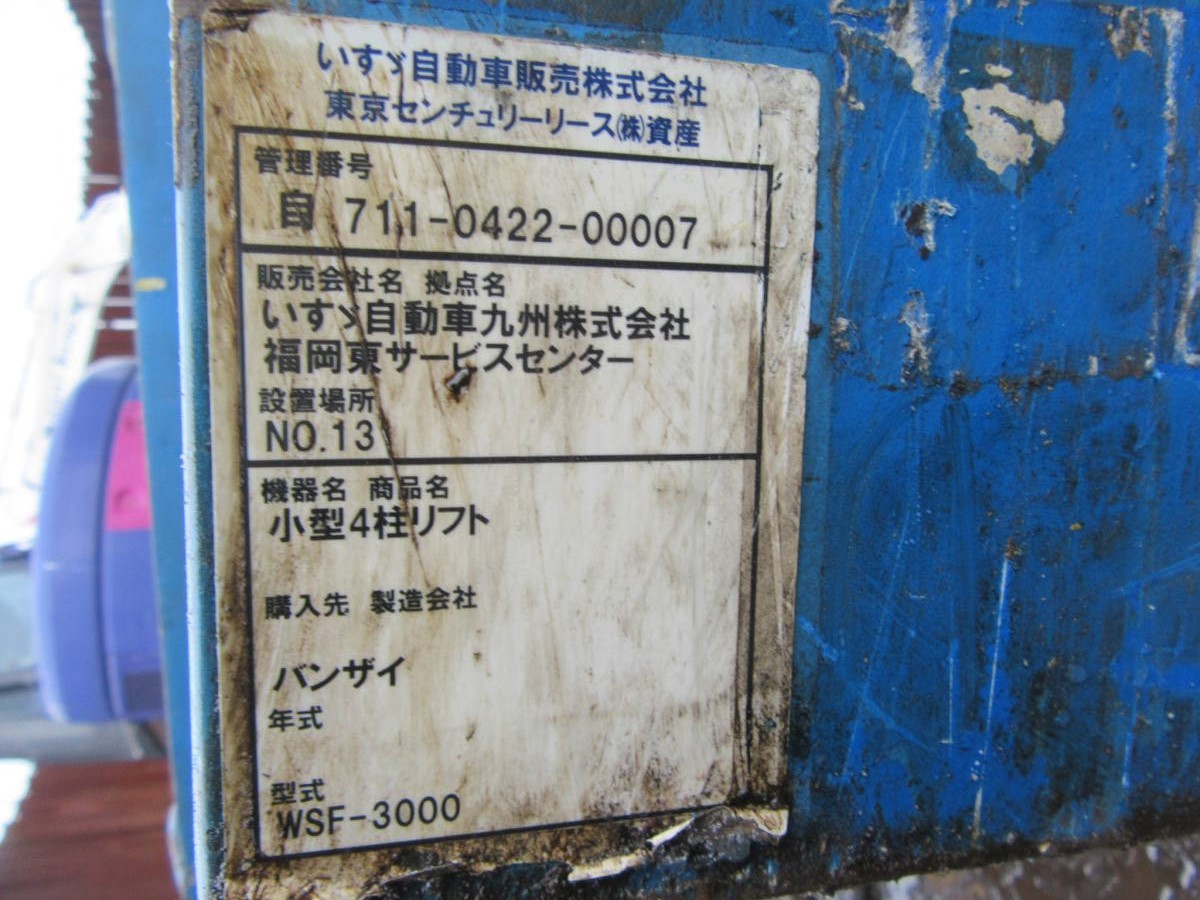 いすゞ自動車販売株式会社
東京センチュリーリース㈱資産
管理番号
自 711-0422-00007
販売会社名 拠点名
いすゞ自動車九州株式会社
福岡東サービスセンター
設置場所
NO.13
機器名 商品名
小型4柱リフト
購入先 製造会社
バンザイ
年式
型式
WSF-3000